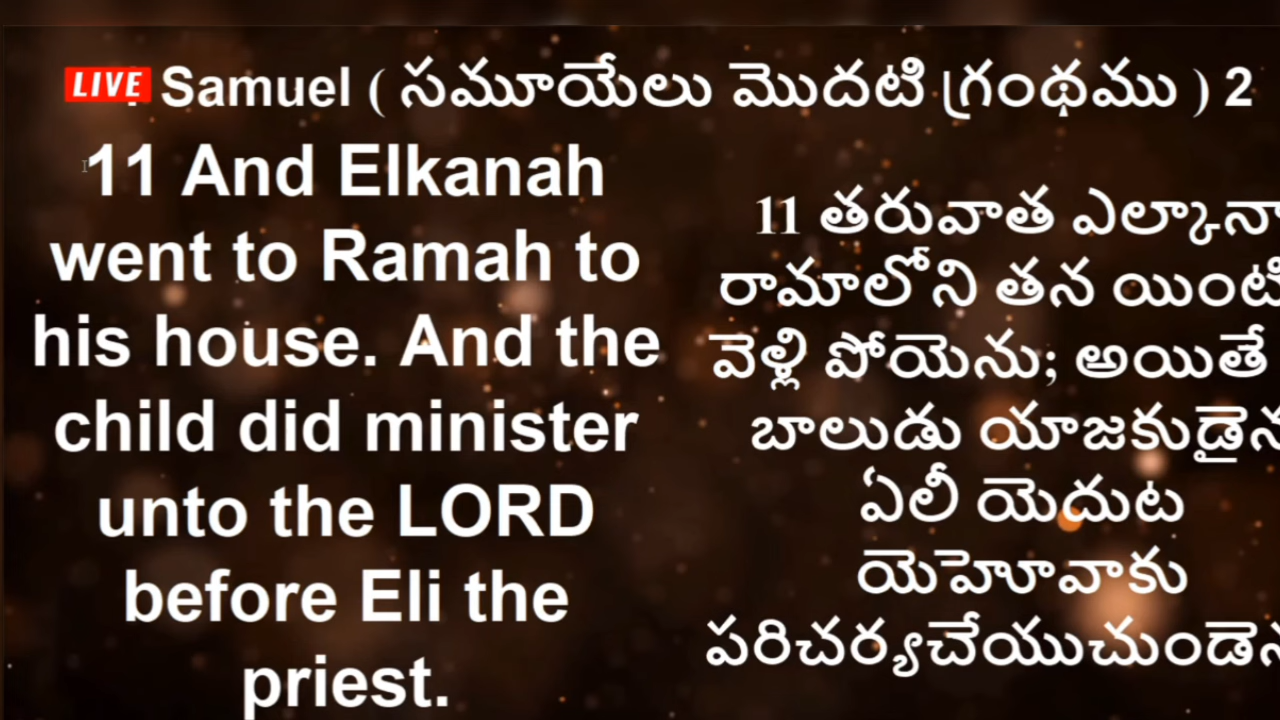 LIVE Samuel ( సమూయేలు మొదటి గ్రంథము ) 2
11 And Elkanah
went to Ramah to
his house. And the
child did minister
unto the LORD
before Eli the
priest.
11 తరువాత ఎల్కానా
రామాలోని తన యింటి
వెళ్లి పోయెను; అయితే
బాలుడు యాజకుడైన
ఏలీ యెదుట
యెహోవాకు
పరిచర్యచేయుచుండెన